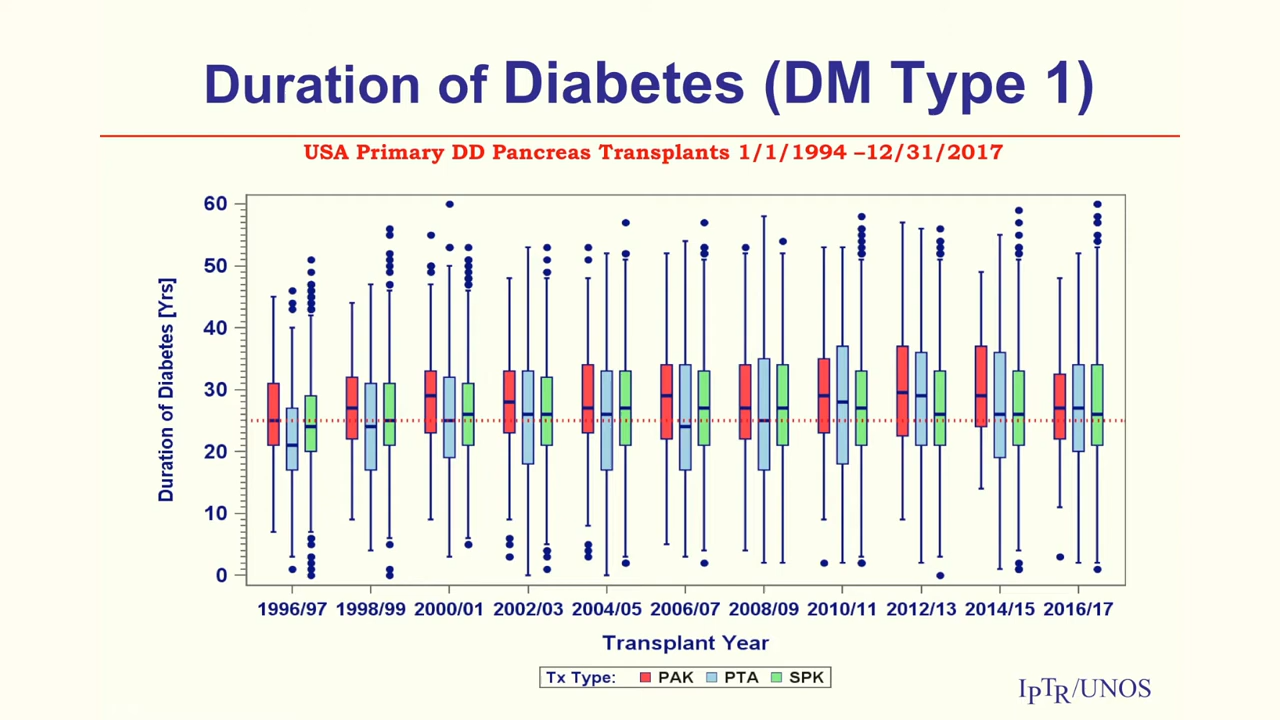 Duration of Diabetes (DM Type 1)
USA Primary DD Pancreas Transplants 1/1/1994 –12/31/2017
Duration of Diabetes [Yrs]
60
50
40
30
20
10
0
1996/97 1998/99 2000/01 2002/03 2004/05 2006/07 2008/09 2010/11 2012/13 2014/15 2016/17
Transplant Year
Tx Type: PAK PTA SPK
IPTR/UNOS